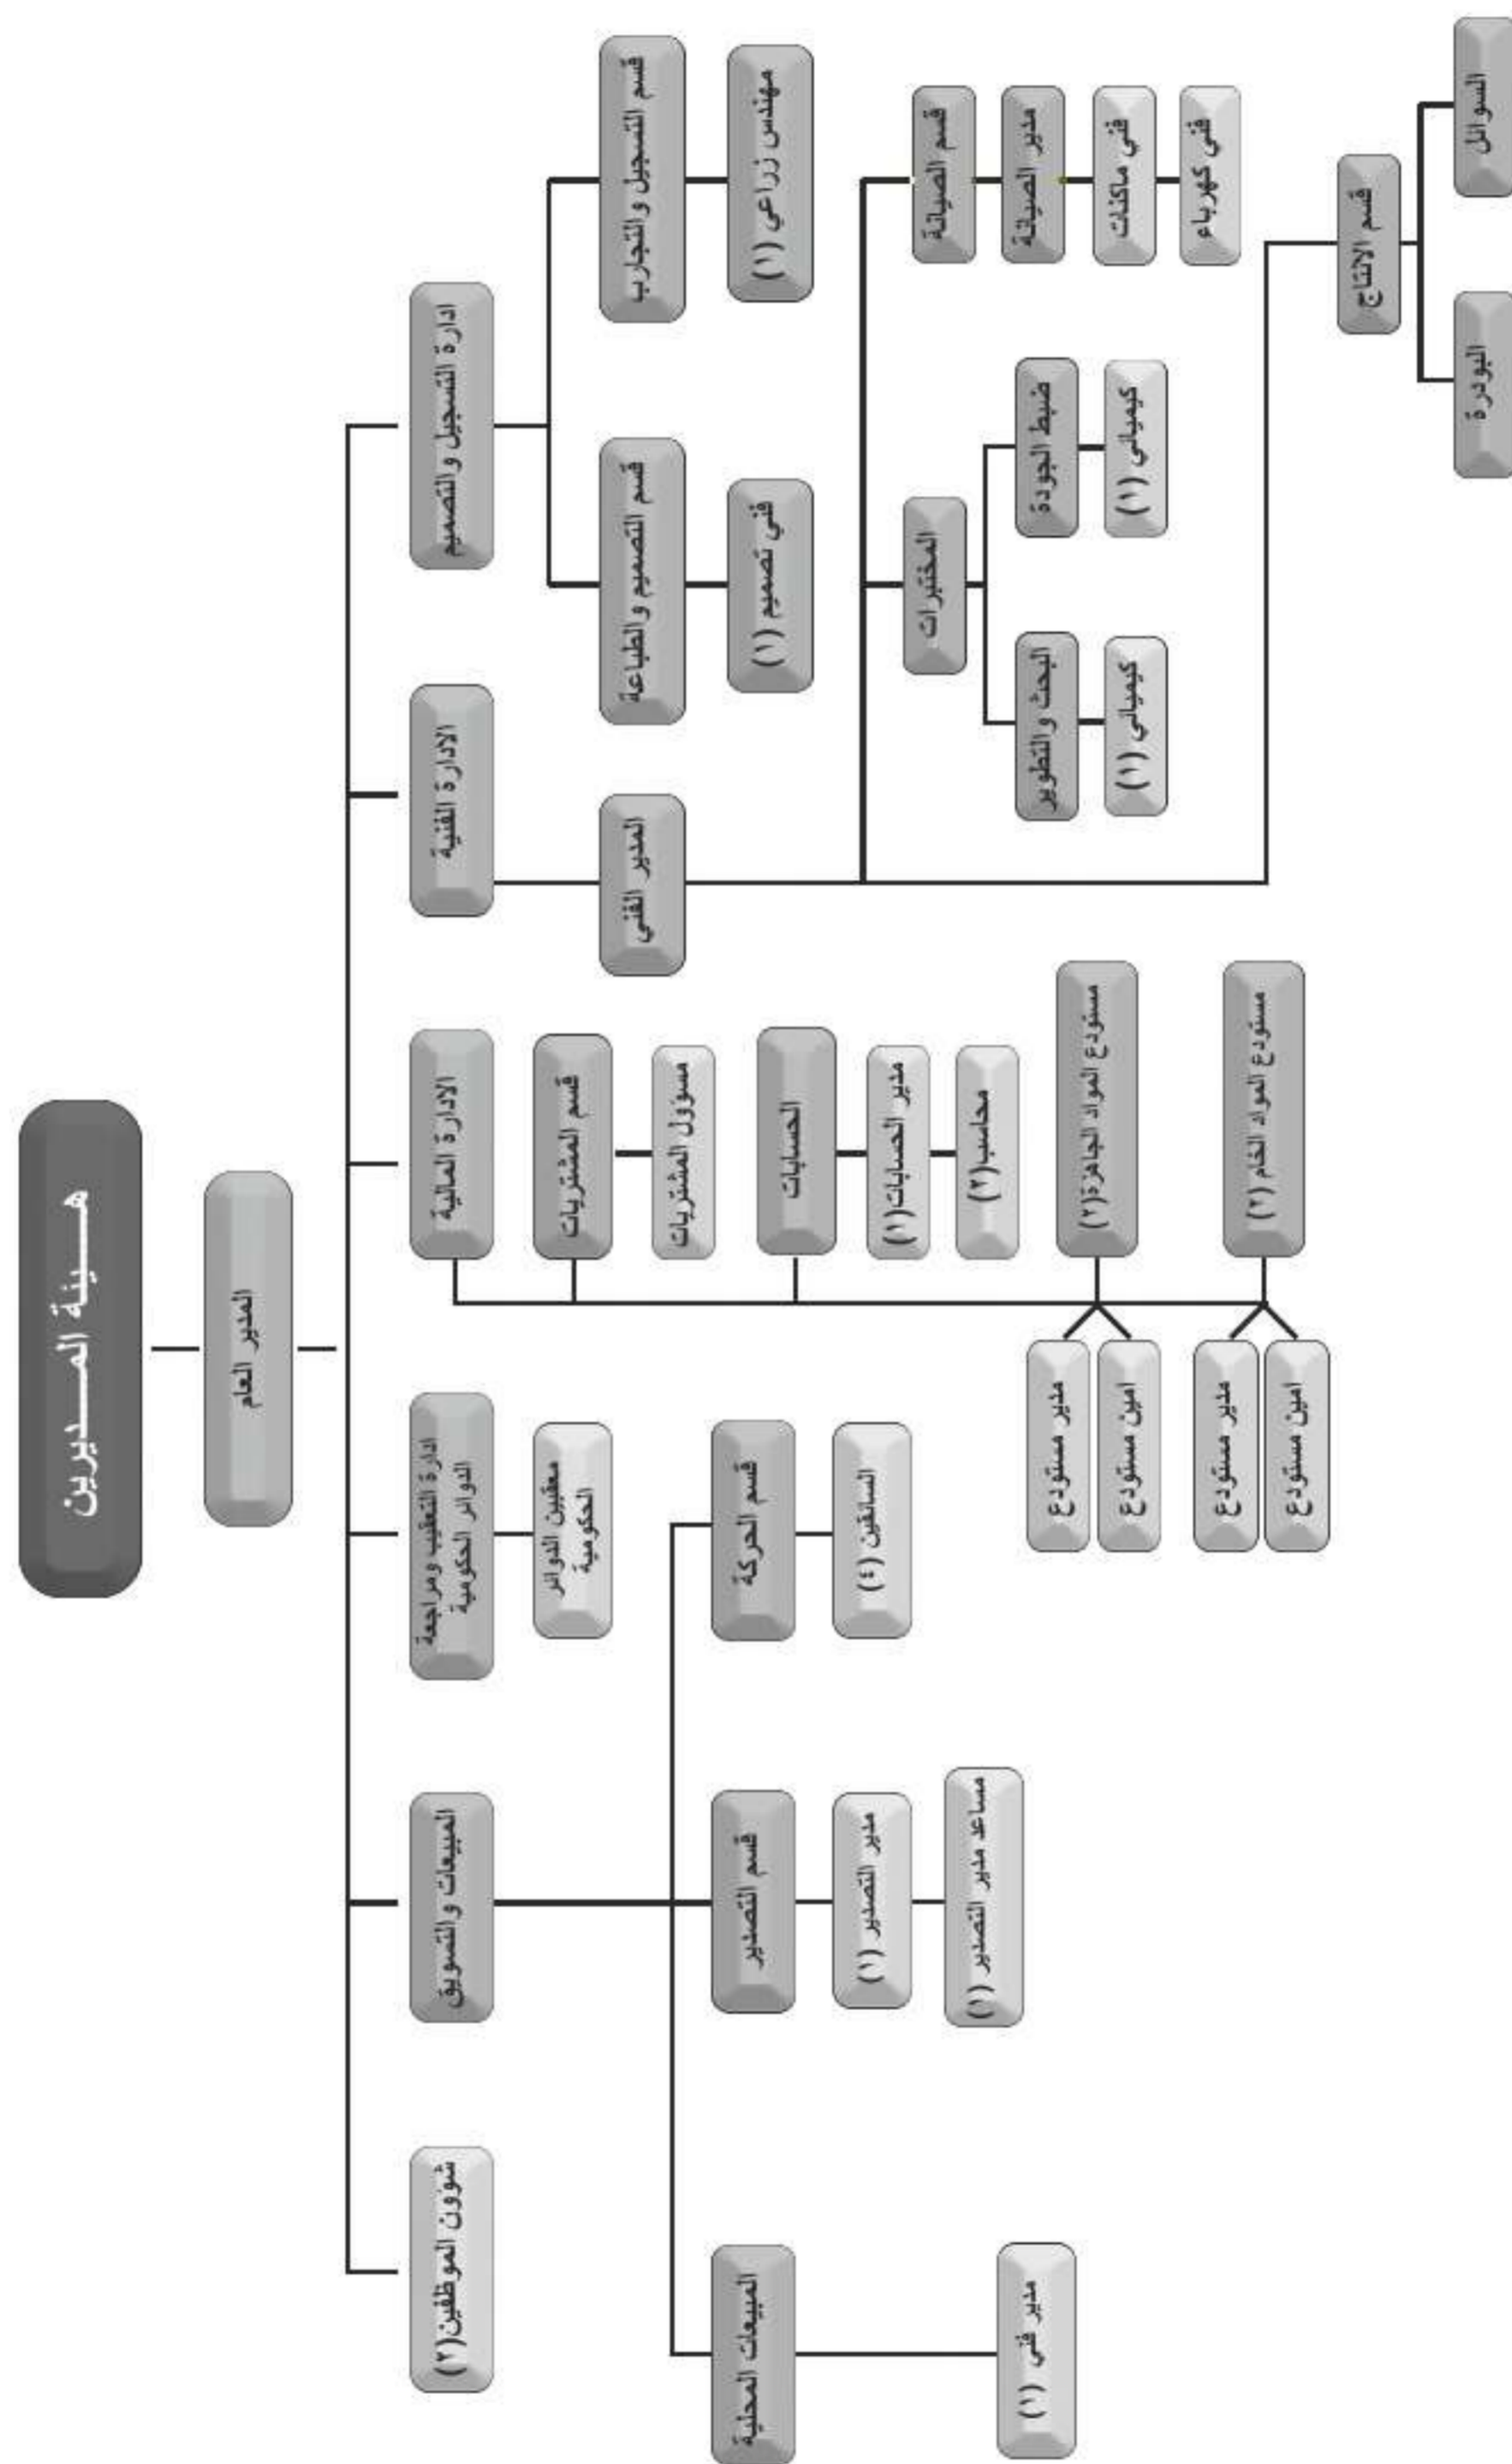 هـــــيئة المـــــديرين
المدير العام
ادارة التسجيل والتصميم
الادارة الفنية
الادارة المالية
ادارة التعقيب ومراجعة
الدوائر الحكومية
المبيعات والتسويق
شؤون الموظفين(٢)
قسم التسجيل والتجارب
مهندس زراعي (١)
قسم التصميم والطباعة
فني تصميم (١)
المدير الفني
قسم الصيانة
مدير الصيانة
فني ماكنات
فني كهرباء
المختبرات
ضبط الجودة
كيميائي (١)
البحث والتطوير
كيميائي (١)
قسم الانتاج
السوائل
البودرة
قسم المشتريات
مسؤول المشتريات
الحسابات
مدير الحسابات(١)
محاسب(٢)
مستودع المواد الجاهزة(٢)
مدير مستودع
امين مستودع
مستودع المواد الخام (٢)
مدير مستودع
امين مستودع
معقبين الدوائر
الحكومية
قسم الحركة
السائقين (٤)
قسم التصدير
مدير التصدير (١)
مساعد مدير التصدير (١)
المبيعات المحلية
مدير فني (١)